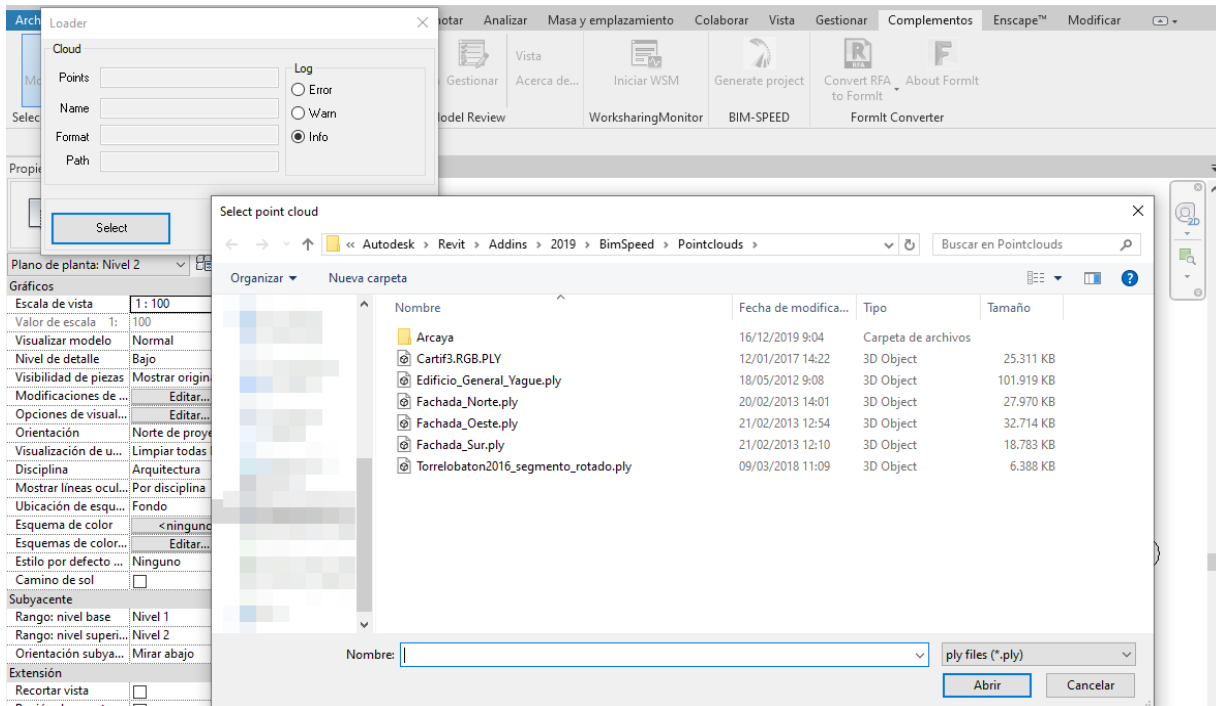 Arch
Loader
notar Analizar Masa y emplazamiento Colaborar Vista Gestionar Complementos Enscape™ Modificar
Cloud
Points
Name
Format
Path
Log
Error
Warn
Info
Select
Mo
Selec
Gestionar
Vista
Acerca de...
Iniciar WSM
Generate project
Convert RFA
to FormIt
About FormIt
RFA
Model Review
WorksharingMonitor
BIM-SPEED
FormIt Converter
Propie
2D
Select point cloud
« Autodesk > Revit > Addins > 2019 > BimSpeed > Pointclouds >
Buscar en Pointclouds
Organizar
Nueva carpeta
Nombre Fecha de modifica... Tipo Tamaño
Arcaya 16/12/2019 9:04 Carpeta de archivos
Cartif3.RGB.PLY 12/01/2017 14:22 3D Object 25.311 KB
Edificio_General_Yague.ply 18/05/2012 9:08 3D Object 101.919 KB
Fachada_Norte.ply 20/02/2013 14:01 3D Object 27.970 KB
Fachada_Oeste.ply 21/02/2013 12:54 3D Object 32.714 KB
Fachada_Sur.ply 21/02/2013 12:10 3D Object 18.783 KB
Torrelobaton2016_segmento_rotado.ply 09/03/2018 11:09 3D Object 6.388 KB
Nombre:
ply files (*.ply)
Abrir
Cancelar
Plano de planta: Nivel 2
Gráficos
Escala de vista 1 : 100
Valor de escala 1: 100
Visualizar modelo Normal
Nivel de detalle Bajo
Visibilidad de piezas Mostrar origin
Modificaciones de ... Editar...
Opciones de visual... Editar...
Orientación Norte de proye
Visualización de u... Limpiar todas
Disciplina Arquitectura
Mostrar líneas ocul... Por disciplina
Ubicación de esqu... Fondo
Esquema de color <ninguno
Esquemas de color... Editar...
Estilo por defecto ... Ninguno
Camino de sol
Subyacente
Rango: nivel base Nivel 1
Rango: nivel superi... Nivel 2
Orientación subya... Mirar abajo
Extensión
Recortar vista